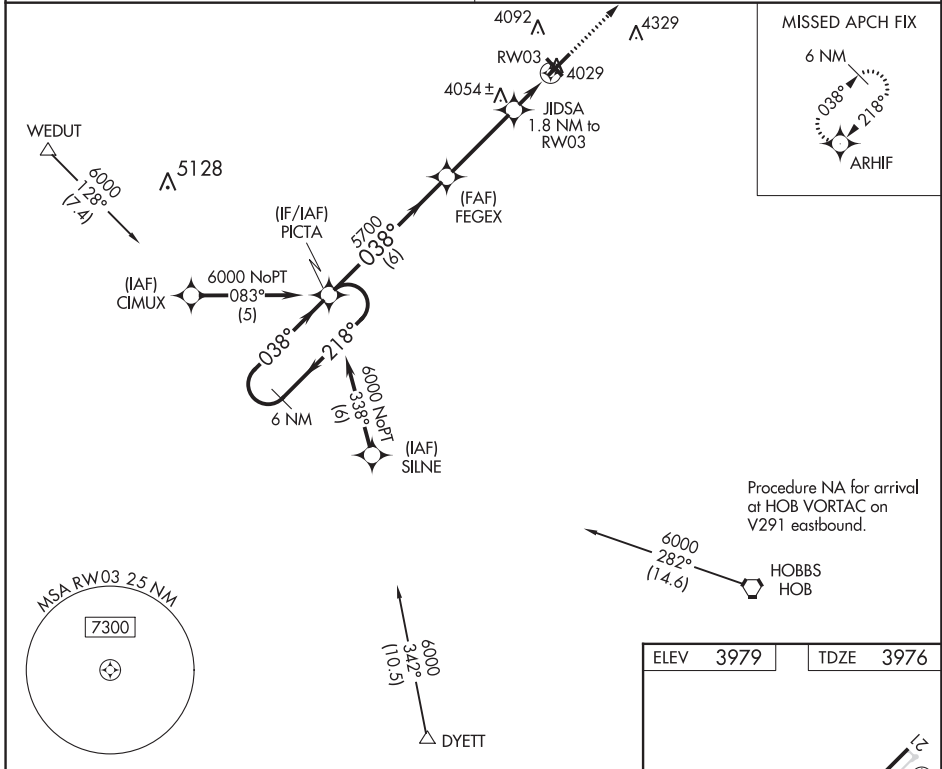 4092
4329
RW03
4029
4054 ±
JIDSA
1.8 NM to
RW03
MISSED APCH FIX
6 NM
038°
218°
ARHIF
WEDUT
6000
128°
(7.4)
5128
(IF/IAF)
PICTA
5700
038°
(6)
(FAF)
FEGEX
(IAF)
CIMUX
6000 NoPT
083°
(5)
038°
218°
6 NM
6000 NoPT
338°
(6)
(IAF)
SILNE
Procedure NA for arrival
at HOB VORTAC on
V291 eastbound.
6000
282°
(14.6)
HOBBS
HOB
MSA RW03 25 NM
7300
6000
342°
(10.5)
DYETT
ELEV 3979
TDZE 3976
21